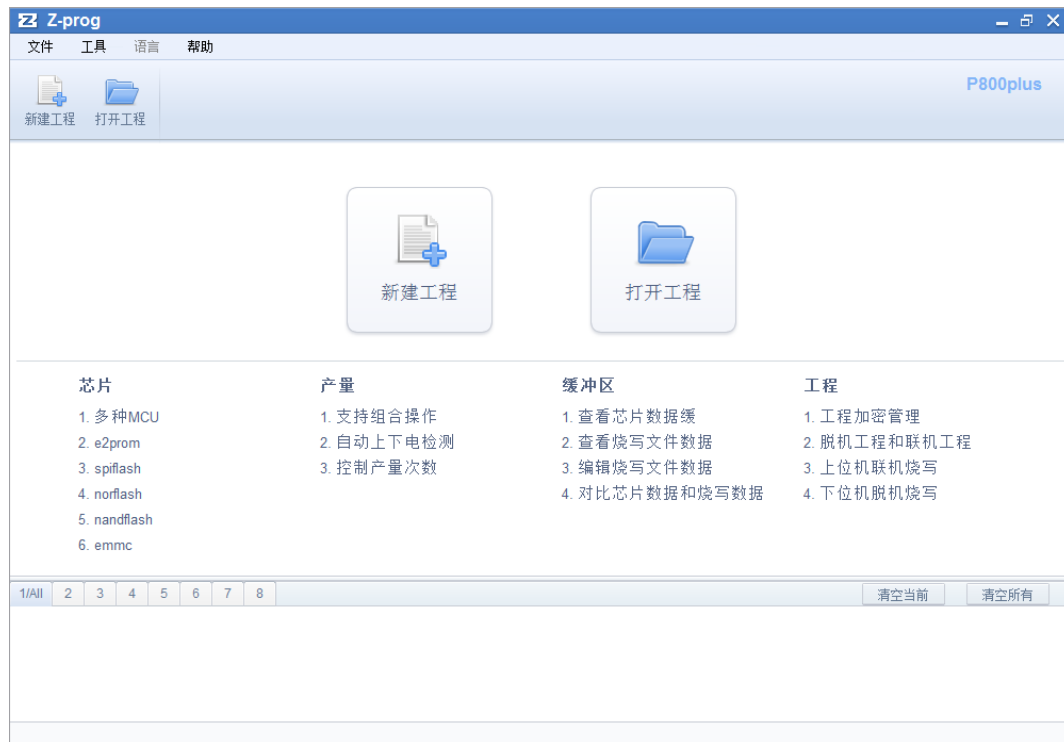 Z-prog
文件 工具 语言 帮助
P800plus
新建工程 打开工程
新建工程 打开工程
芯片
1. 多种MCU
2. e2prom
3. spiflash
4. norflash
5. nandflash
6. emmc
产量
1. 支持组合操作
2. 自动上下电检测
3. 控制产量次数
缓冲区
1. 查看芯片数据缓
2. 查看烧写文件数据
3. 编辑烧写文件数据
4. 对比芯片数据和烧写数据
工程
1. 工程加密管理
2. 脱机工程和联机工程
3. 上位机联机烧写
4. 下位机脱机烧写
1/All 2 3 4 5 6 7 8 清空当前 清空所有